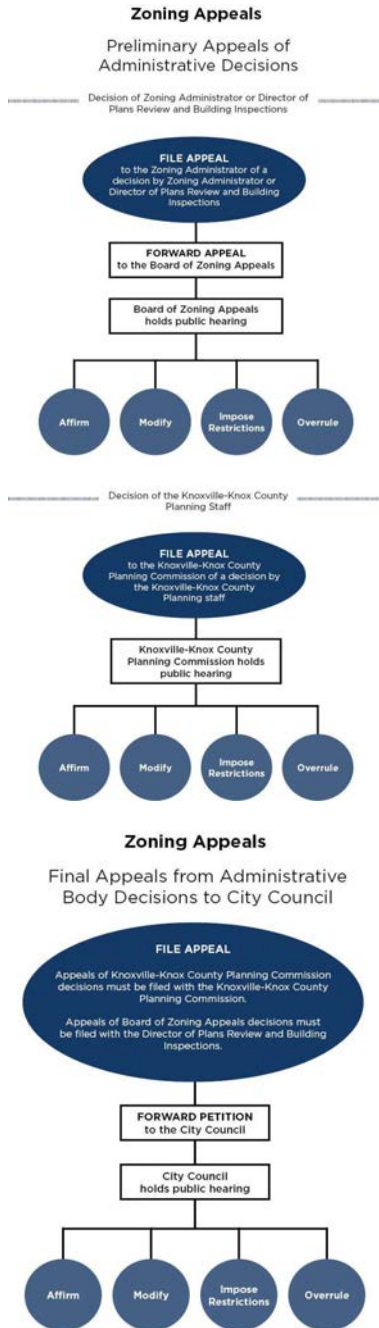 Zoning Appeals
Preliminary Appeals of
Administrative Decisions
Decision of Zoning Administrator or Director of
Plans Review and Building Inspections
FILE APPEAL
to the Zoning Administrator of a
decision by Zoning Administrator or
Director of Plans Review and Building
Inspections
FORWARD APPEAL
to the Board of Zoning Appeals
Board of Zoning Appeals
holds public hearing
Affirm
Modify
Impose
Restrictions
Overrule
Decision of the Knoxville-Knox County
Planning Staff
FILE APPEAL
to the Knoxville-Knox County
Planning Commission of a decision by
the Knoxville-Knox County
Planning staff
Knoxville-Knox County
Planning Commission holds
public hearing
Affirm
Modify
Impose
Restrictions
Overrule
Zoning Appeals
Final Appeals from Administrative
Body Decisions to City Council
FILE APPEAL
Appeals of Knoxville-Knox County Planning Commission
decisions must be filed with the Knoxville-Knox County
Planning Commission.
Appeals of Board of Zoning Appeals decisions must
be filed with the Director of Plans Review and Building
Inspections.
FORWARD PETITION
to the City Council
City Council
holds public hearing
Affirm
Modify
Impose
Restrictions
Overrule